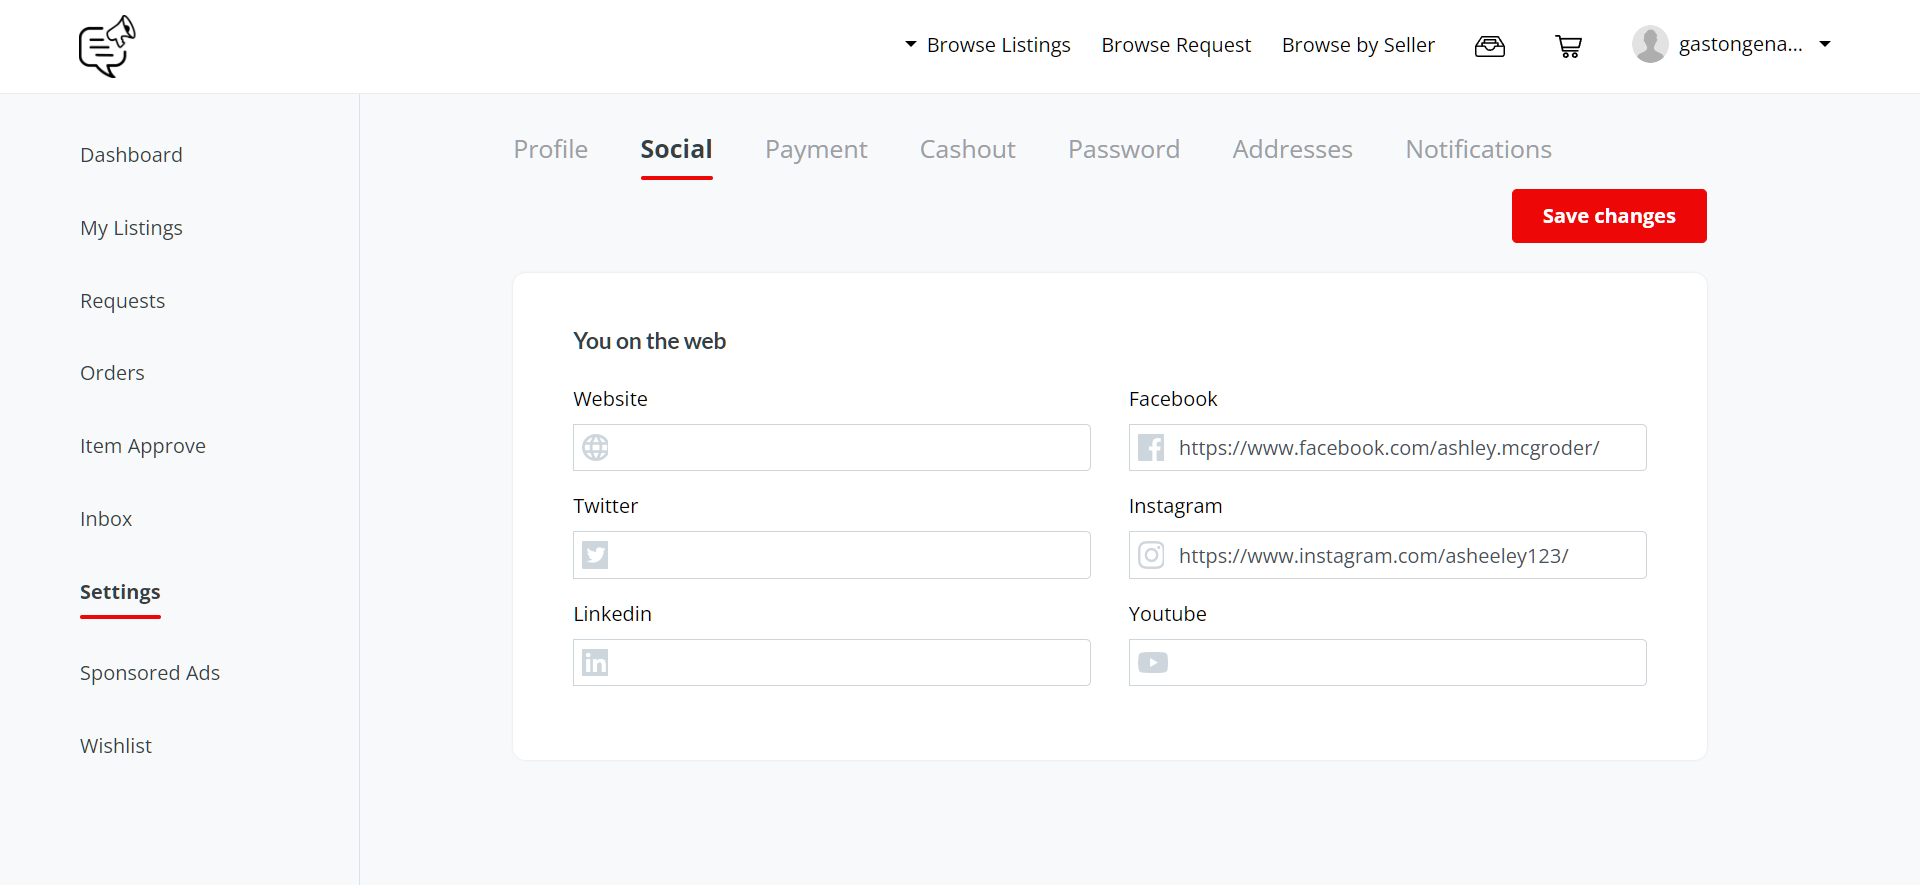 Browse Listings Browse Request Browse by Seller gastongena...
Dashboard
My Listings
Requests
Orders
Item Approve
Inbox
Settings
Sponsored Ads
Wishlist
Profile Social Payment Cashout Password Addresses Notifications
Save changes
You on the web
Website
Facebook
https://www.facebook.com/ashley.mcgroder/
Twitter
Instagram
https://www.instagram.com/asheeley123/
Linkedin
Youtube